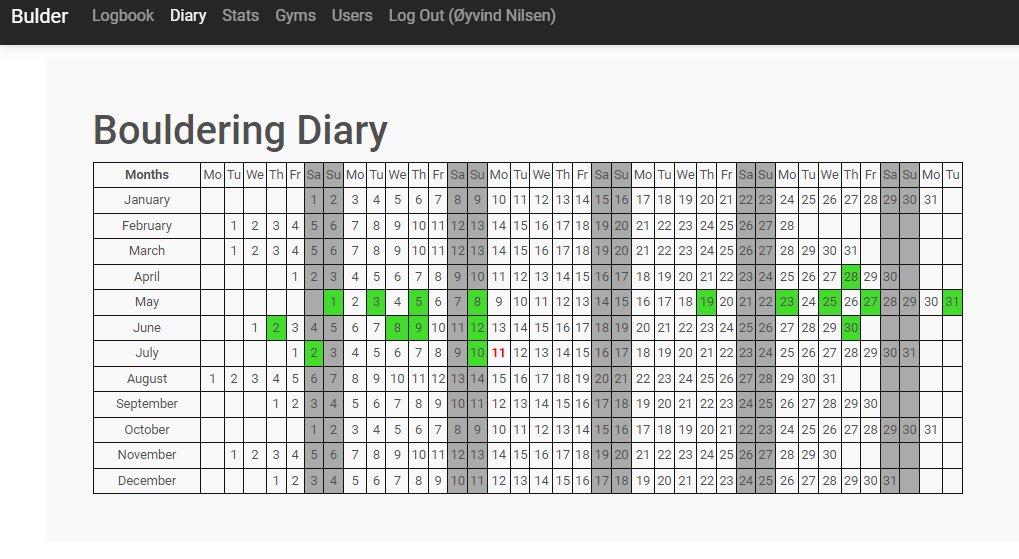 Bulder Logbook Diary Stats Gyms Users Log Out (Øyvind Nilsen)
Bouldering Diary
Months Mo Tu We Th Fr Sa Su Mo Tu We Th Fr Sa Su Mo Tu We Th Fr Sa Su Mo Tu We Th Fr Sa Su Mo Tu We Th Fr Sa Su Mo Tu
January 1 2 3 4 5 6 7 8 9 10 11 12 13 14 15 16 17 18 19 20 21 22 23 24 25 26 27 28 29 30 31
February 1 2 3 4 5 6 7 8 9 10 11 12 13 14 15 16 17 18 19 20 21 22 23 24 25 26 27 28
March 1 2 3 4 5 6 7 8 9 10 11 12 13 14 15 16 17 18 19 20 21 22 23 24 25 26 27 28 29 30 31
April 1 2 3 4 5 6 7 8 9 10 11 12 13 14 15 16 17 18 19 20 21 22 23 24 25 26 27 28 29 30
May 1 2 3 4 5 6 7 8 9 10 11 12 13 14 15 16 17 18 19 20 21 22 23 24 25 26 27 28 29 30 31
June 1 2 3 4 5 6 7 8 9 10 11 12 13 14 15 16 17 18 19 20 21 22 23 24 25 26 27 28 29 30
July 1 2 3 4 5 6 7 8 9 10 11 12 13 14 15 16 17 18 19 20 21 22 23 24 25 26 27 28 29 30 31
August 1 2 3 4 5 6 7 8 9 10 11 12 13 14 15 16 17 18 19 20 21 22 23 24 25 26 27 28 29 30 31
September 1 2 3 4 5 6 7 8 9 10 11 12 13 14 15 16 17 18 19 20 21 22 23 24 25 26 27 28 29 30
October 1 2 3 4 5 6 7 8 9 10 11 12 13 14 15 16 17 18 19 20 21 22 23 24 25 26 27 28 29 30 31
November 1 2 3 4 5 6 7 8 9 10 11 12 13 14 15 16 17 18 19 20 21 22 23 24 25 26 27 28 29 30
December 1 2 3 4 5 6 7 8 9 10 11 12 13 14 15 16 17 18 19 20 21 22 23 24 25 26 27 28 29 30 31